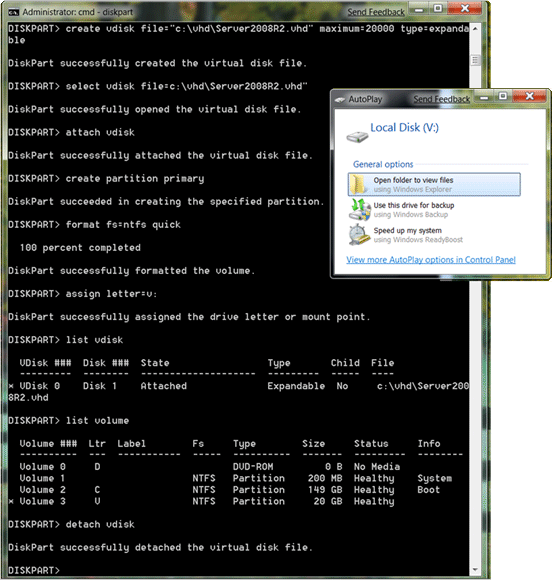 Administrator: cmd - diskpart
Send Feedback
DISKPART> create vdisk file="c:\vhd\Server2008R2.vhd" maximum=20000 type=expanda
ble
DiskPart successfully created the virtual disk file.
DISKPART> select vdisk file=c:\vhd\Server2008R2.vhd"
DiskPart successfully opened the virtual disk file.
DISKPART> attach vdisk
DiskPart successfully attached the virtual disk file.
DISKPART> create partition primary
DiskPart succeeded in creating the specified partition.
DISKPART> format fs=ntfs quick
100 percent completed
DiskPart successfully formatted the volume.
DISKPART> assign letter=v:
DiskPart successfully assigned the drive letter or mount point.
DISKPART> list vdisk
VDisk ### Disk ### State Type Child File
--------- -------- -------------------- ---------- ----- ----------
* VDisk 0 Disk 1 Attached Expandable No c:\vhd\Server200
8R2.vhd
DISKPART> list volume
Volume ### Ltr Label Fs Type Size Status Info
---------- --- ----------- ----- ---------- ------- --------- --------
Volume 0 D DVD-ROM 0 B No Media
Volume 1 NTFS Partition 200 MB Healthy System
Volume 2 C NTFS Partition 149 GB Healthy Boot
* Volume 3 V NTFS Partition 20 GB Healthy
DISKPART> detach vdisk
DiskPart successfully detached the virtual disk file.
DISKPART>
AutoPlay
Send Feedback
Local Disk (V:)
General options
Open folder to view files
using Windows Explorer
Use this drive for backup
using Windows Backup
Speed up my system
using Windows ReadyBoost
View more AutoPlay options in Control Panel